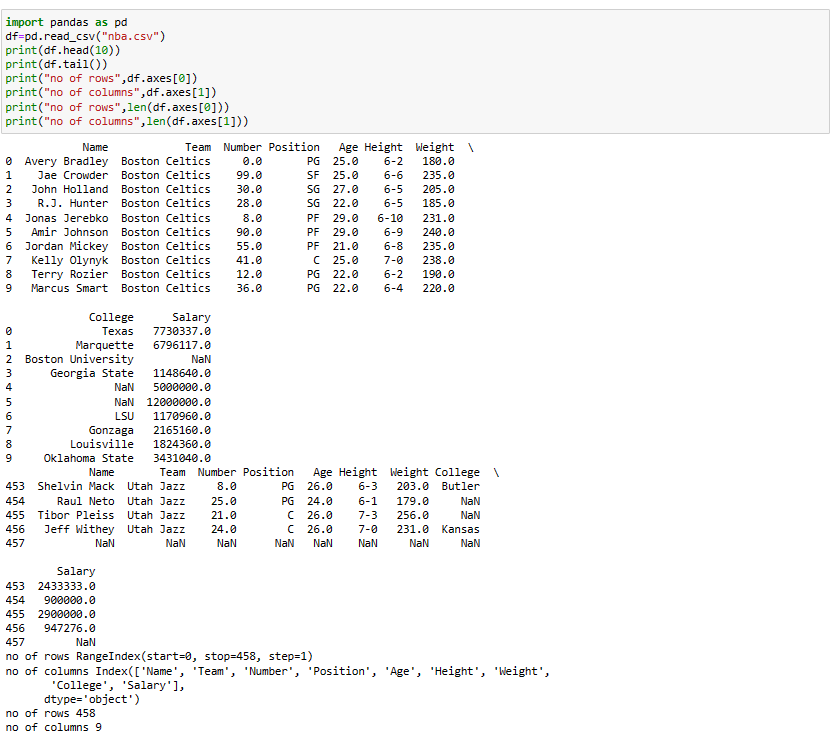 import pandas as pd
df=pd.read_csv("nba.csv")
print(df.head(10))
print(df.tail())
print("no of rows",df.axes[0])
print("no of columns",df.axes[1])
print("no of rows",len(df.axes[0]))
print("no of columns",len(df.axes[1]))
            Name            Team  Number Position   Age Height  Weight  \
0  Avery Bradley  Boston Celtics     0.0       PG  25.0    6-2   180.0
1    Jae Crowder  Boston Celtics    99.0       SF  25.0    6-6   235.0
2   John Holland  Boston Celtics    30.0       SG  27.0    6-5   205.0
3    R.J. Hunter  Boston Celtics    28.0       SG  22.0    6-5   185.0
4  Jonas Jerebko  Boston Celtics     8.0       PF  29.0   6-10   231.0
5   Amir Johnson  Boston Celtics    90.0       PF  29.0    6-9   240.0
6  Jordan Mickey  Boston Celtics    55.0       PF  21.0    6-8   235.0
7   Kelly Olynyk  Boston Celtics    41.0        C  25.0    7-0   238.0
8   Terry Rozier  Boston Celtics    12.0       PG  22.0    6-2   190.0
9   Marcus Smart  Boston Celtics    36.0       PG  22.0    6-4   220.0
             College      Salary
0              Texas   7730337.0
1          Marquette   6796117.0
2  Boston University         NaN
3      Georgia State   1148640.0
4                NaN   5000000.0
5                NaN  12000000.0
6                LSU   1170960.0
7            Gonzaga   2165160.0
8         Louisville   1824360.0
9     Oklahoma State   3431040.0
             Name       Team  Number Position   Age Height  Weight College  \
453  Shelvin Mack  Utah Jazz     8.0       PG  26.0    6-3   203.0  Butler
454     Raul Neto  Utah Jazz    25.0       PG  24.0    6-1   179.0     NaN
455  Tibor Pleiss  Utah Jazz    21.0        C  26.0    7-3   256.0     NaN
456   Jeff Withey  Utah Jazz    24.0        C  26.0    7-0   231.0  Kansas
457           NaN        NaN     NaN      NaN   NaN    NaN     NaN     NaN
        Salary
453  2433333.0
454   900000.0
455  2900000.0
456   947276.0
457        NaN
no of rows RangeIndex(start=0, stop=458, step=1)
no of columns Index(['Name', 'Team', 'Number', 'Position', 'Age', 'Height', 'Weight',
       'College', 'Salary'],
      dtype='object')
no of rows 458
no of columns 9